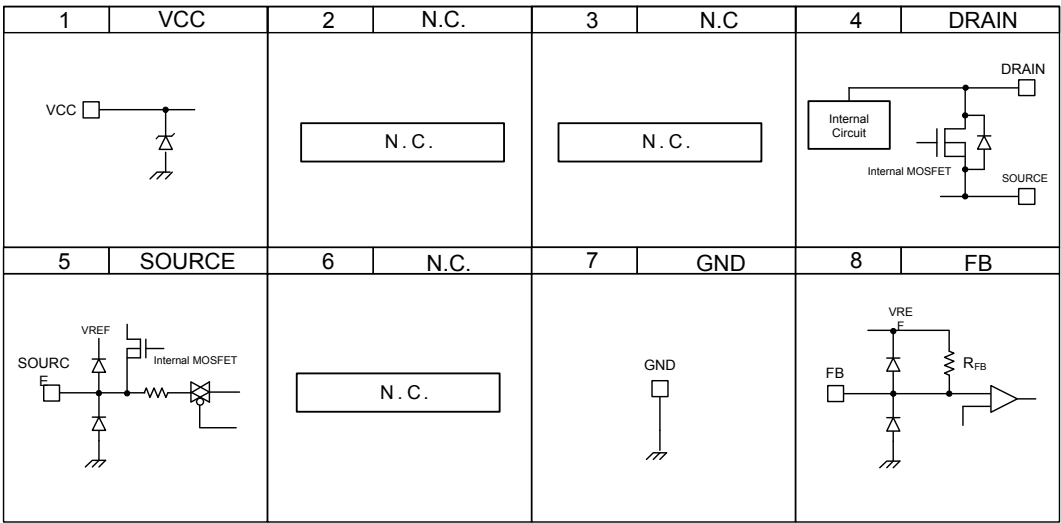 1 VCC 2 N.C. 3 N.C 4 DRAIN
VCC
N.C.
N.C.
DRAIN
Internal
Circuit
Internal MOSFET
SOURCE
5 SOURCE 6 N.C. 7 GND 8 FB
VREF
Internal MOSFET
SOURC
E
N.C.
GND
VRE
F
RFB
FB